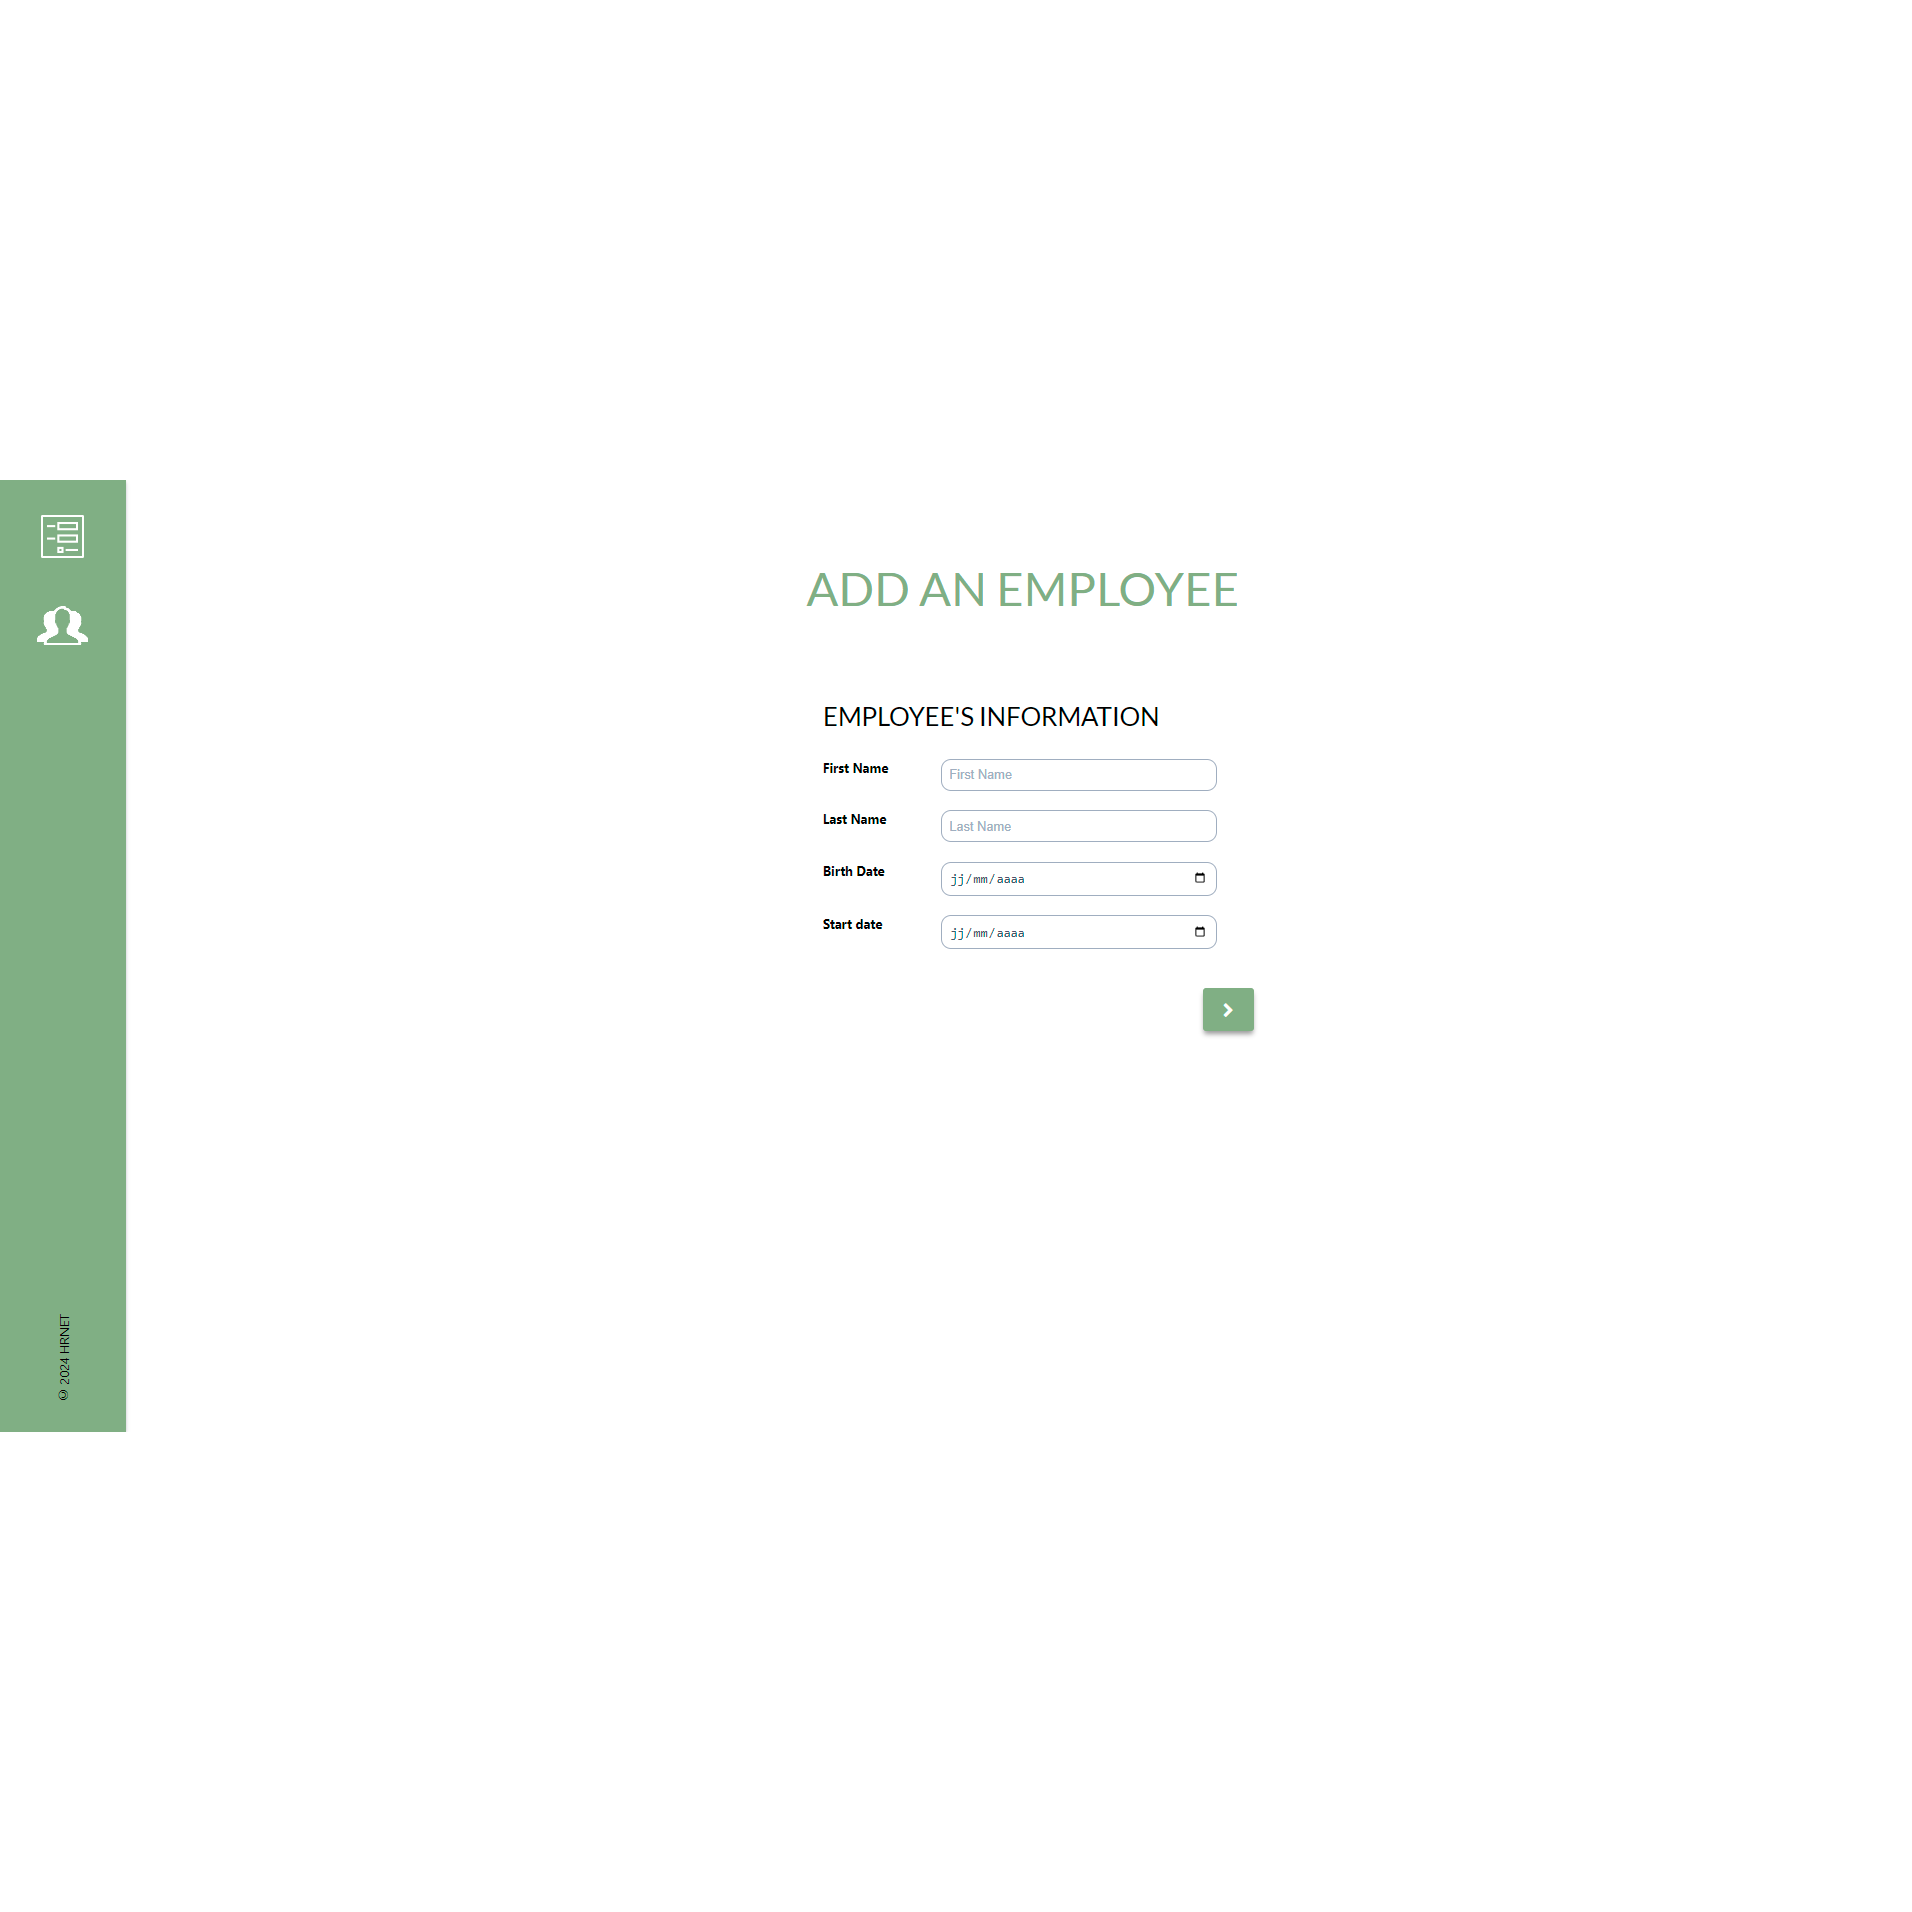 ADD AN EMPLOYEE
EMPLOYEE'S INFORMATION
First Name
First Name
Last Name
Last Name
Birth Date
jj/mm/aaaa
Start date
jj/mm/aaaa
© 2024 HRNET